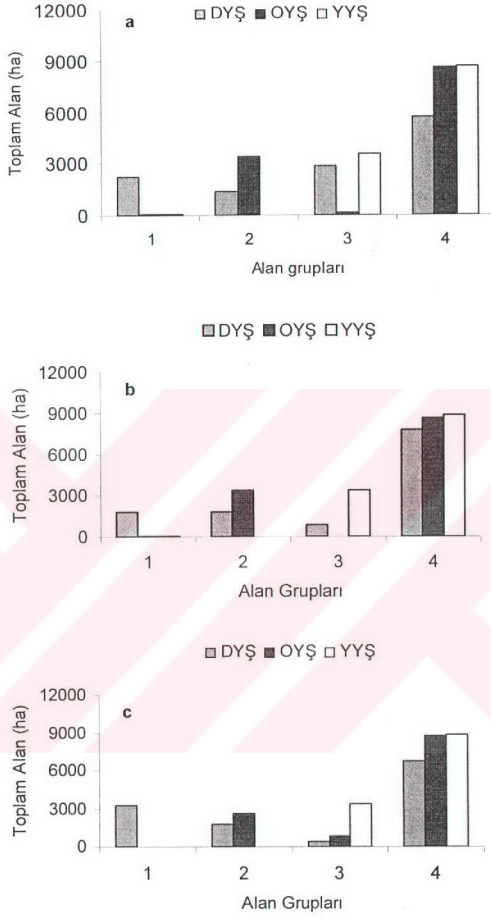 a
DYŞ OYŞ YYŞ
Toplam Alan (ha)
12000
9000
6000
3000
0
1 2 3 4
Alan grupları
DYŞ OYŞ YYŞ
b
Toplam Alan (ha)
12000
9000
6000
3000
0
1 2 3 4
Alan Grupları
DYŞ OYŞ YYŞ
c
Toplam Alan (ha)
12000
9000
6000
3000
0
1 2 3 4
Alan Grupları